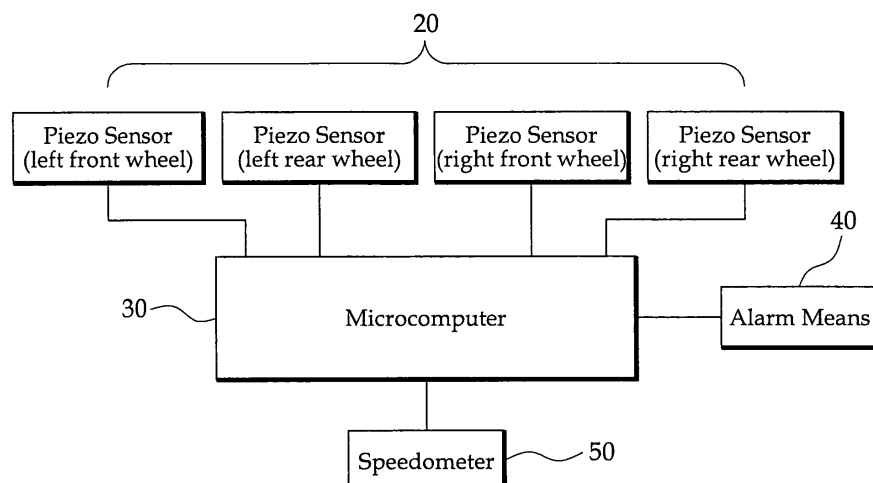 20
Piezo Sensor
(left front wheel)
Piezo Sensor
(left rear wheel)
Piezo Sensor
(right front wheel)
Piezo Sensor
(right rear wheel)
40
30
Microcomputer
Alarm Means
Speedometer
50